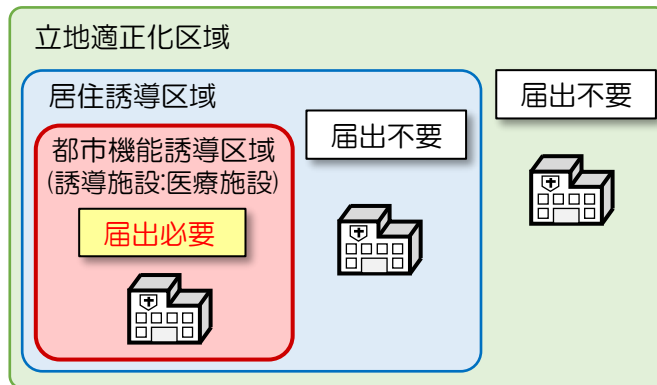 立地適正化区域
居住誘導区域
届出不要
届出不要
都市機能誘導区域
(誘導施設:医療施設)
届出必要